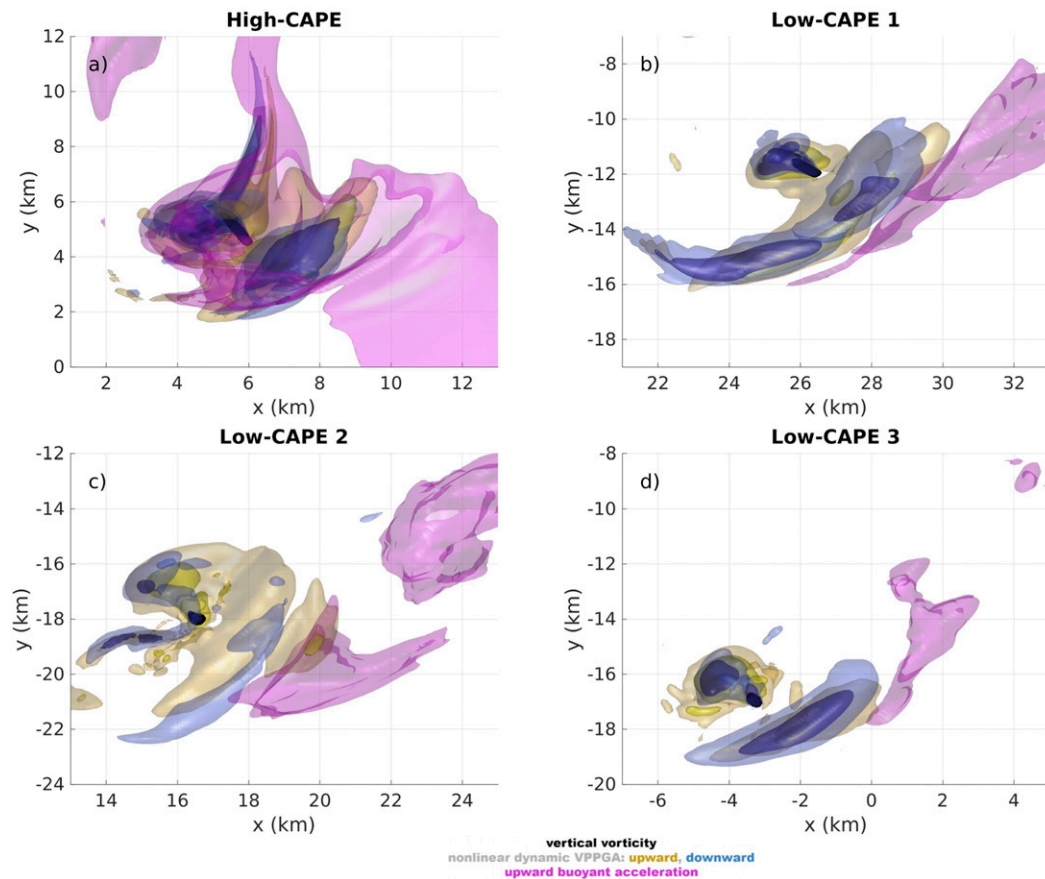 High-CAPE
a)
y (km)
12
10
8
6
4
2
0
2 4 6 8 10 12
x (km)
Low-CAPE 1
b)
y (km)
-8
-10
-12
-14
-16
-18
22 24 26 28 30 32
x (km)
Low-CAPE 2
c)
y (km)
-12
-14
-16
-18
-20
-22
-24
14 16 18 20 22 24
x (km)
Low-CAPE 3
d)
y (km)
-8
-10
-12
-14
-16
-18
-20
-6 -4 -2 0 2 4
x (km)
vertical vorticity
nonlinear dynamic VPPGA: upward, downward
upward buoyant acceleration